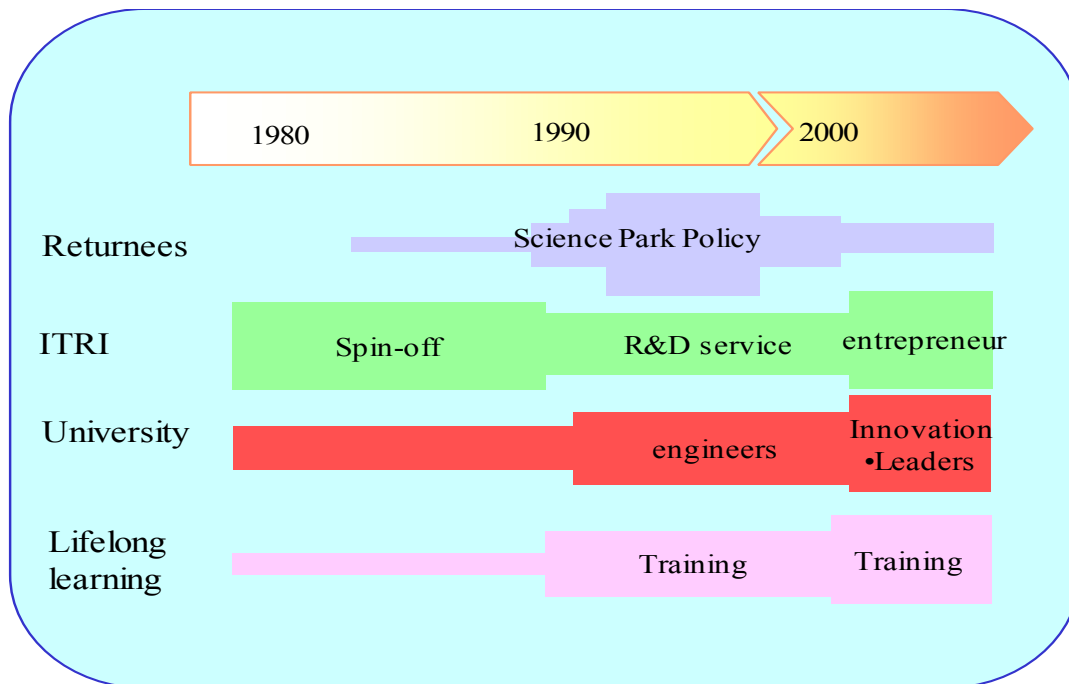 1980 1990 2000
Returnees
Science Park Policy
ITRI
Spin-off
R&D service
entrepreneur
University
engineers
Innovation
•Leaders
Lifelong
learning
Training
Training